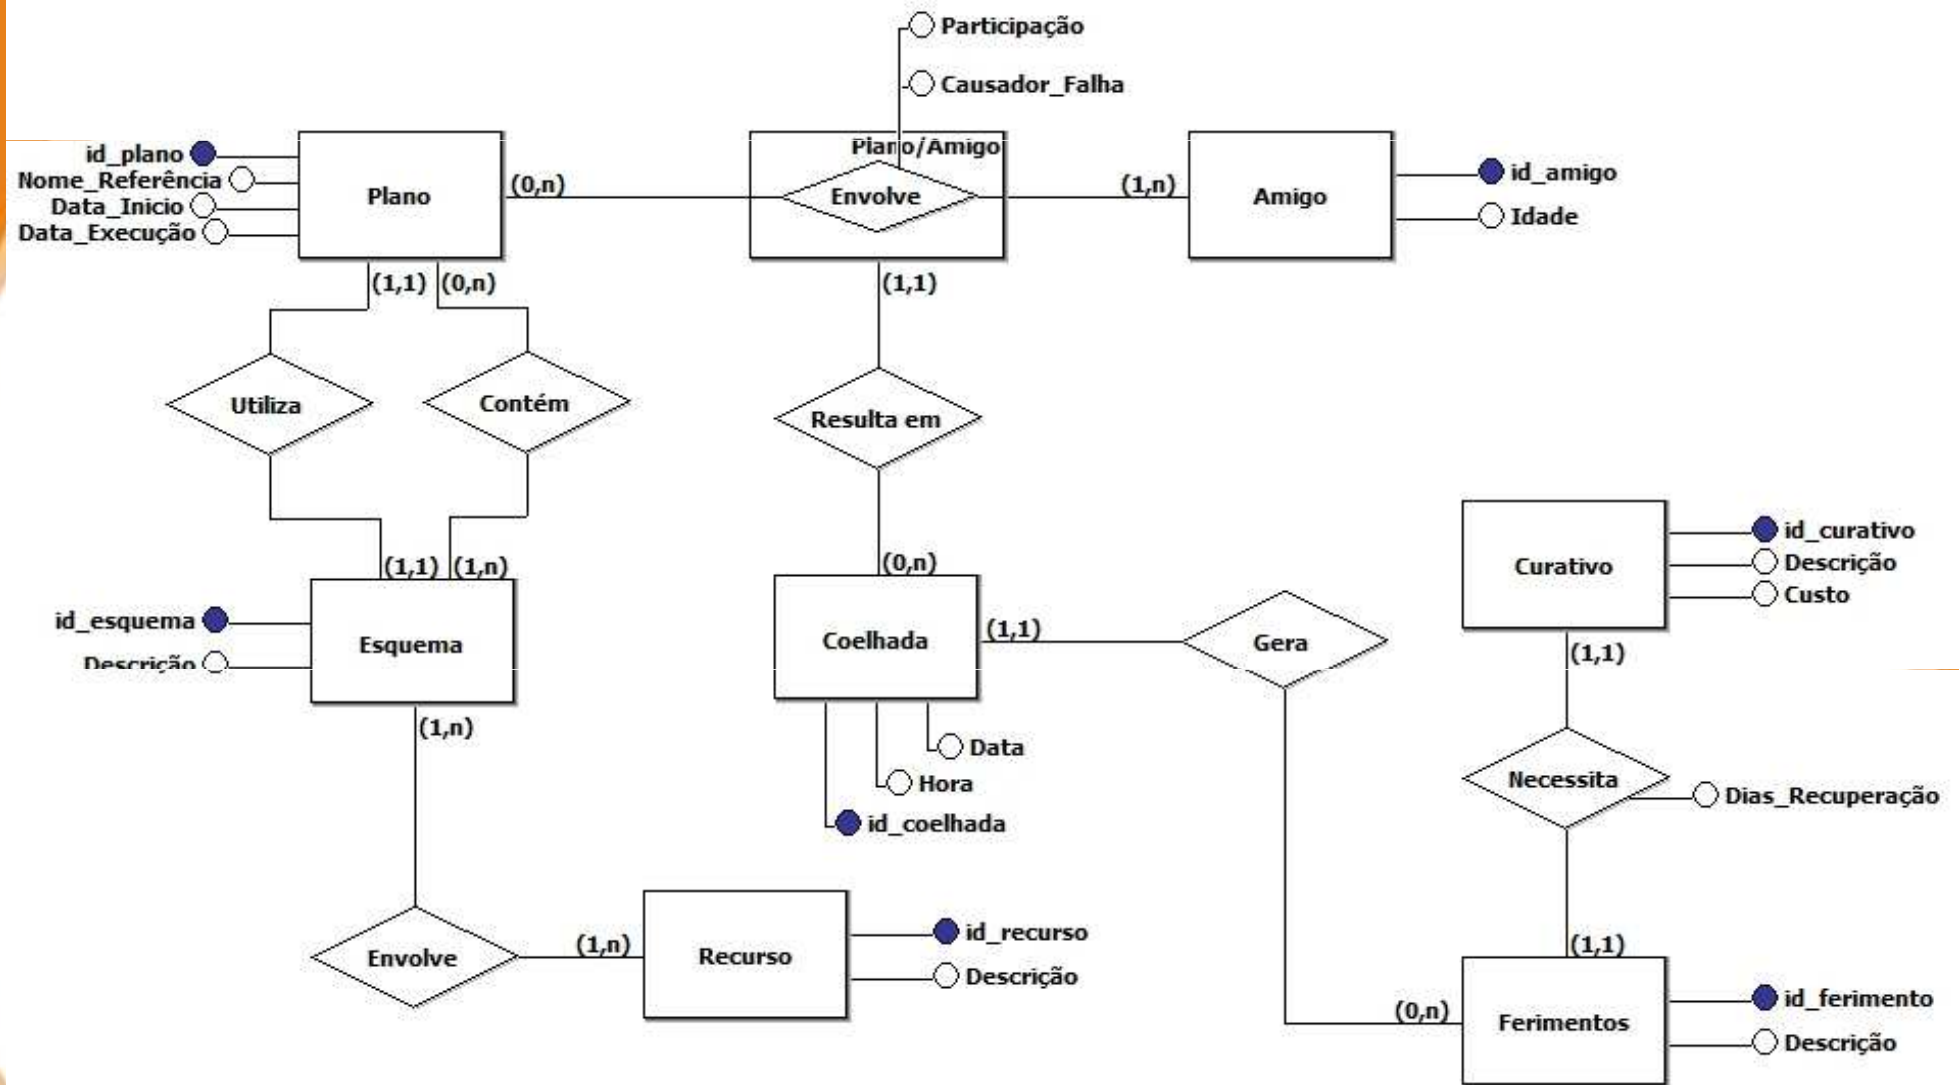 Participação
Causador_Falha
id_plano
Nome_Referência
Data_Inicio
Data_Execução
Plano
(0,n)
Plano/Amigo
Envolve
(1,n)
Amigo
id_amigo
Idade
(1,1)
(0,n)
(1,1)
Utiliza
Contém
Resulta em
(1,1)
(1,n)
(0,n)
id_esquema
Descrição
Esquema
(1,n)
Coelhada
(1,1)
Gera
Curativo
id_curativo
Descrição
Custo
(1,1)
Data
Hora
id_coelhada
Necessita
Dias_Recuperação
Envolve
(1,n)
Recurso
id_recurso
Descrição
(1,1)
(0,n)
Ferimentos
id_ferimento
Descrição